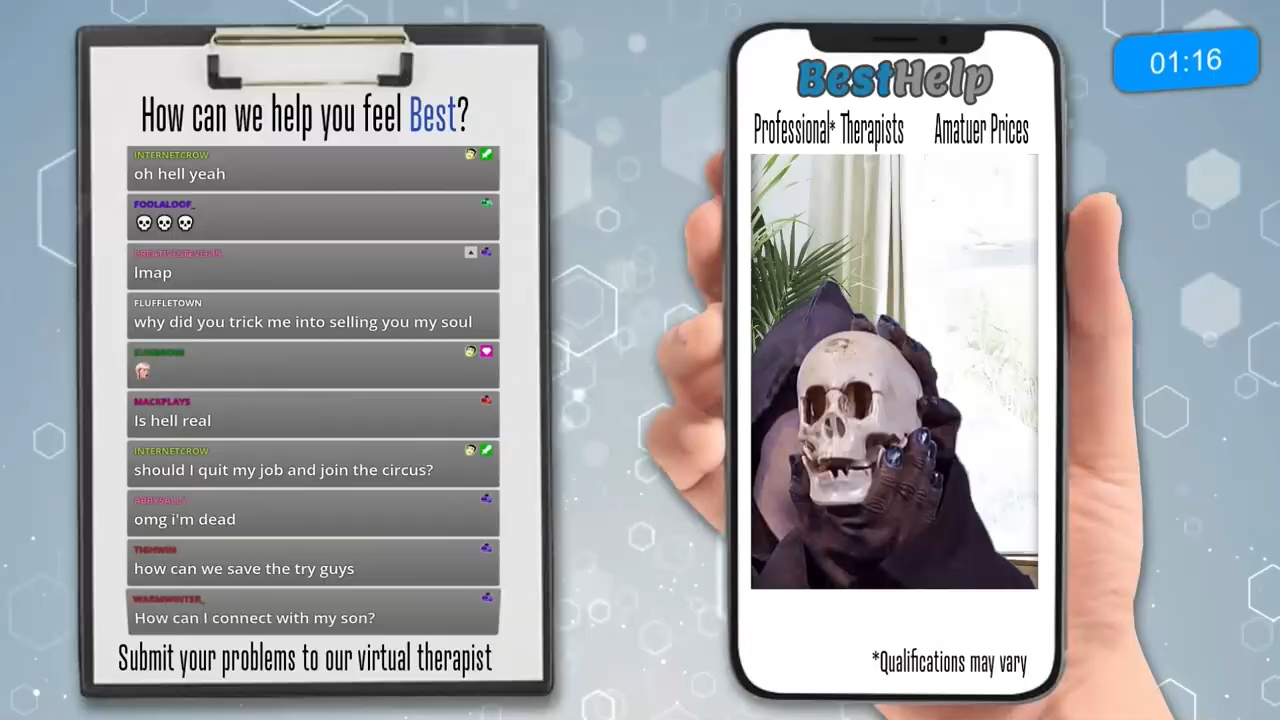 How can we help you feel Best?
INTERNETCROW
oh hell yeah
FOOLALOOF_
💀💀💀
lmap
FLUFFLETOWN
why did you trick me into selling you my soul
MACKPLAYS
Is hell real
INTERNETCROW
should I quit my job and join the circus?
omg i'm dead
how can we save the try guys
WARMWINTER_
How can I connect with my son?
Submit your problems to our virtual therapist
BestHelp
Professional* Therapists
Amatuer Prices
*Qualifications may vary
01:16